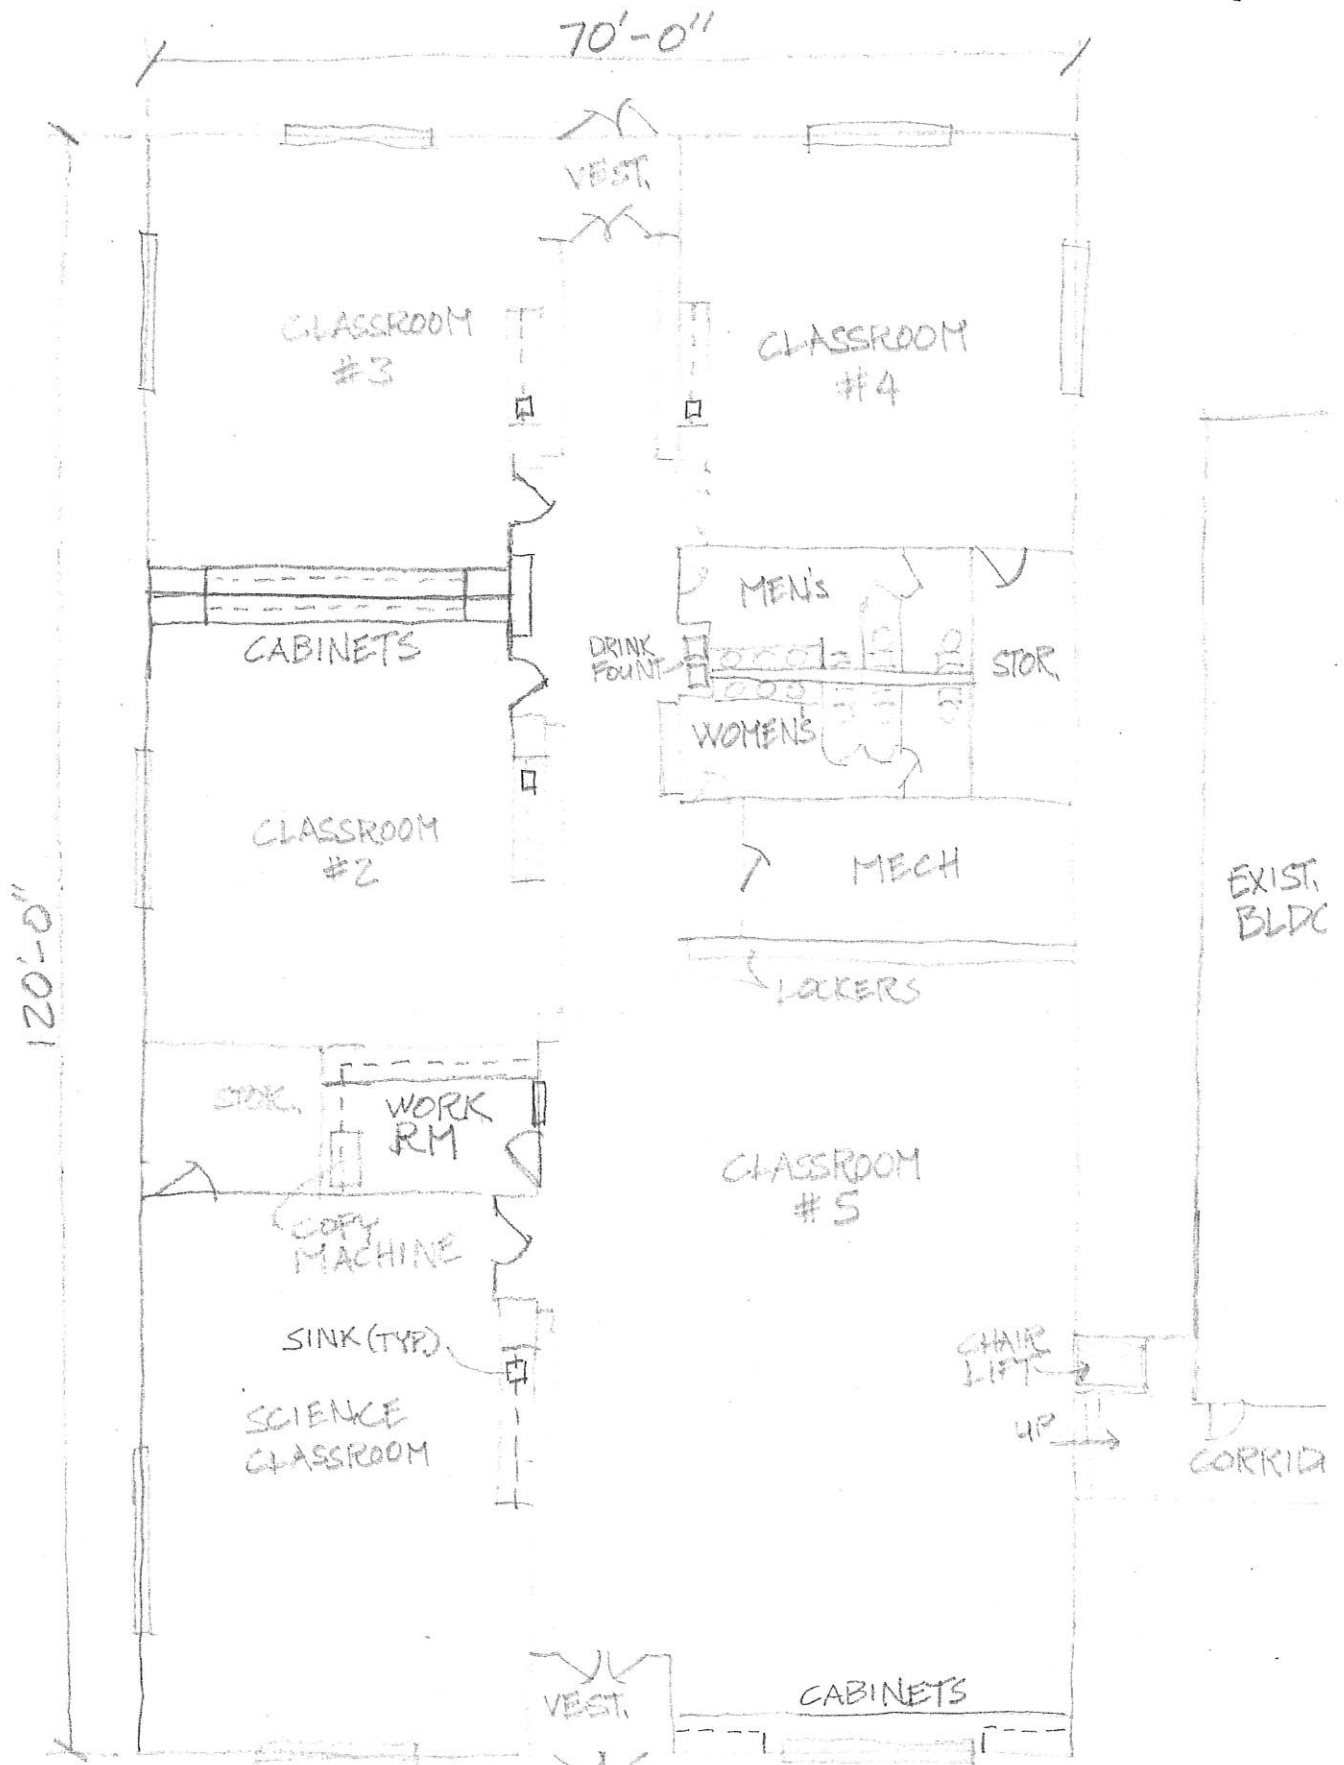 70'-0"
VEST.
CLASSROOM
#3
CLASSROOM
#4
MEN'S
CABINETS
DRINK
FOUNT
STOR.
WOMEN'S
CLASSROOM
#2
MECH
EXIST.
BLDG
120'-0"
LOCKERS
STOR.
WORK
RM
CLASSROOM
#5
COPY
MACHINE
SINK (TYP.)
CHAIR
LIFT
SCIENCE
CLASSROOM
UP
CORRID
VEST.
CABINETS